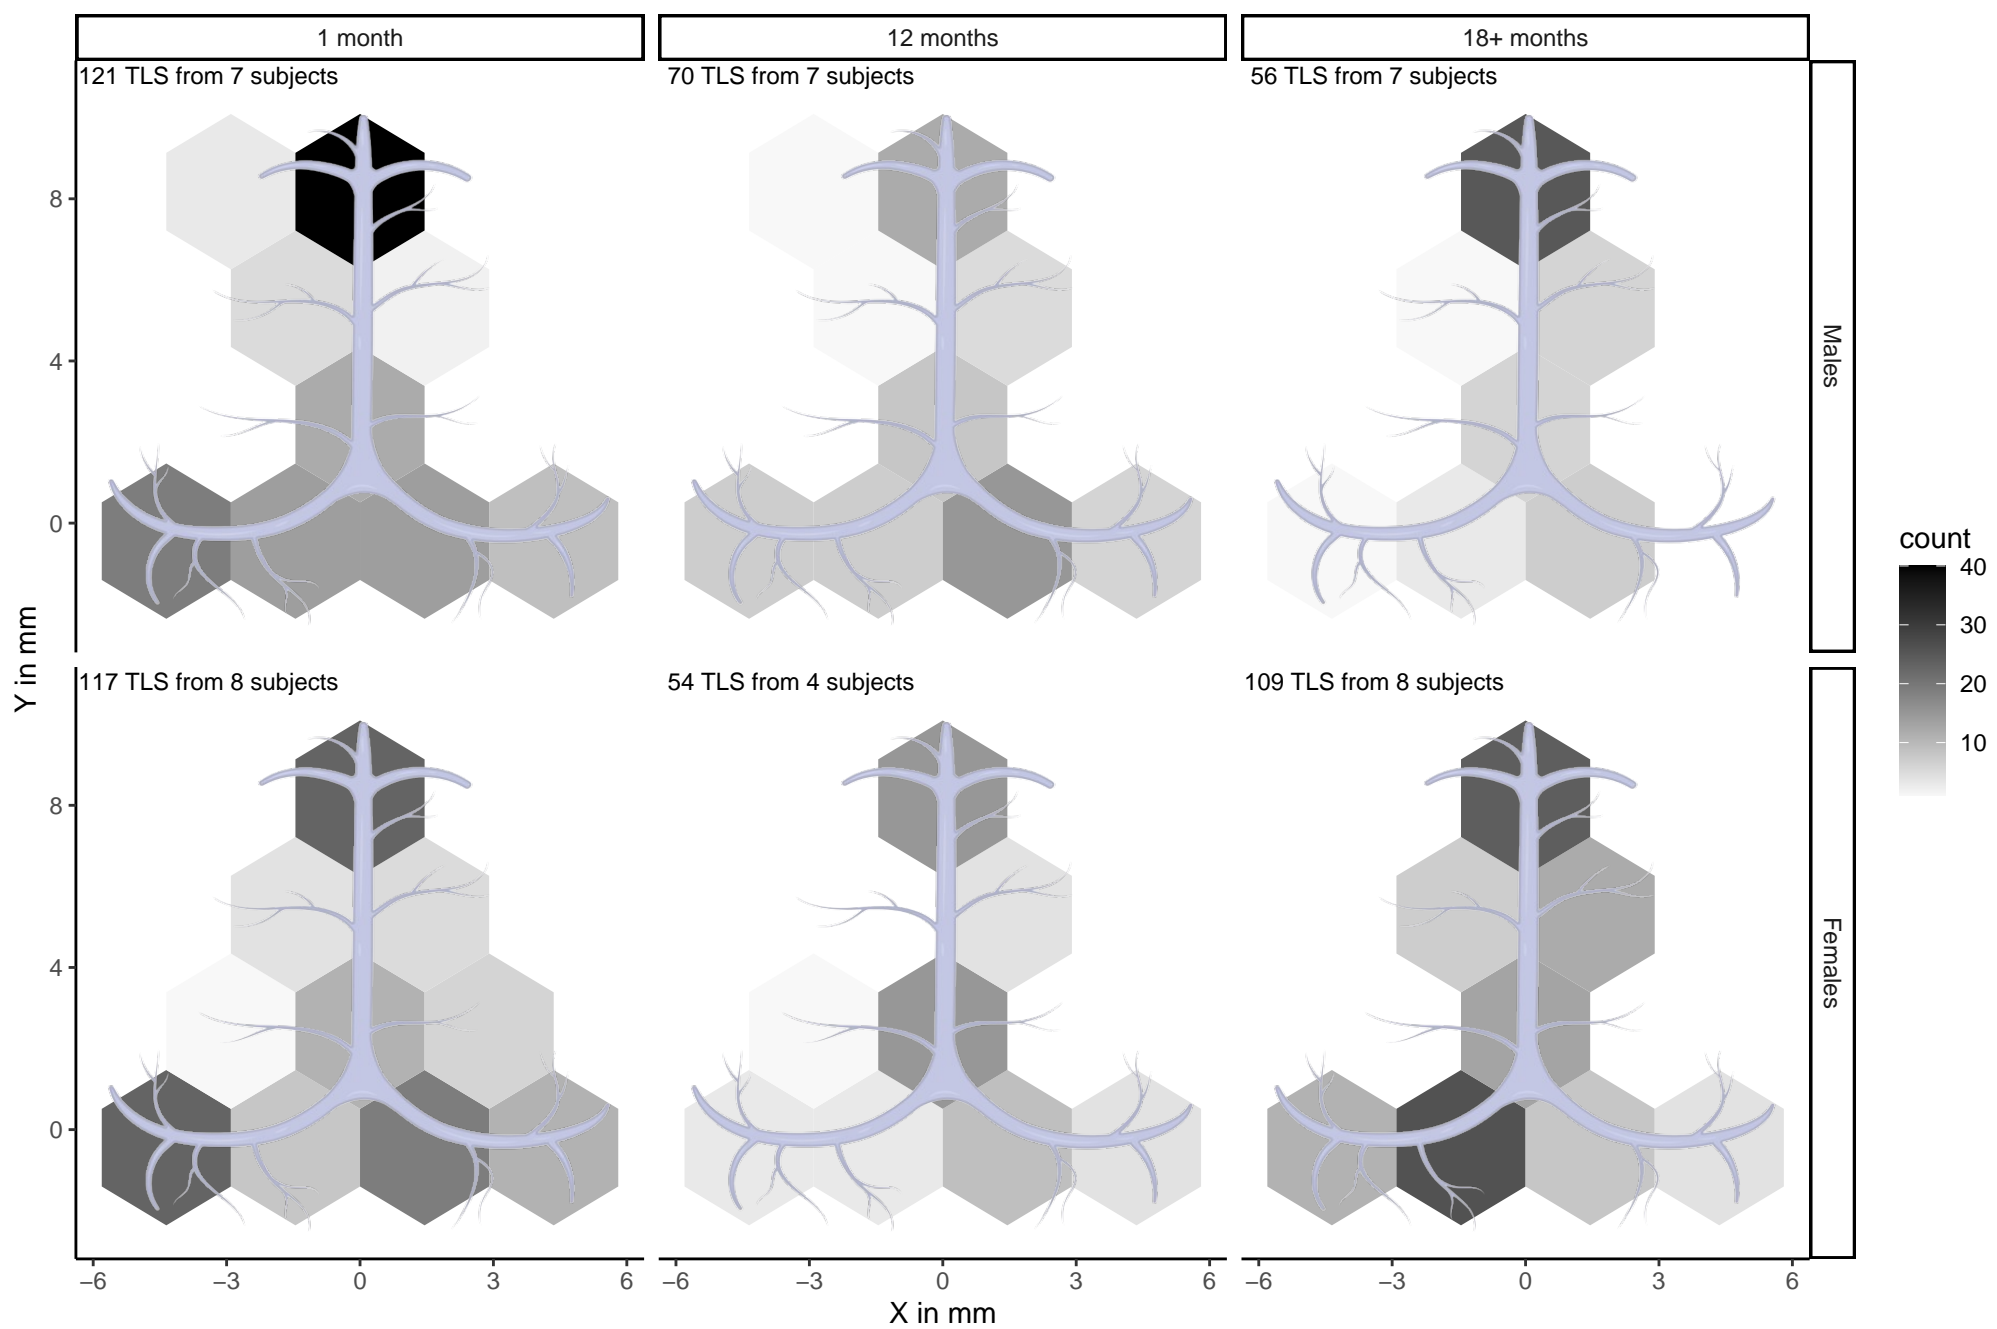 1 month
12 months
18+ months
121 TLS from 7 subjects
70 TLS from 7 subjects
56 TLS from 7 subjects
8
4
0
Males
117 TLS from 8 subjects
54 TLS from 4 subjects
109 TLS from 8 subjects
8
4
0
Females
Y in mm
−6
−3
0
3
6
−6
−3
0
3
6
−6
−3
0
3
6
X in mm
count
40
30
20
10